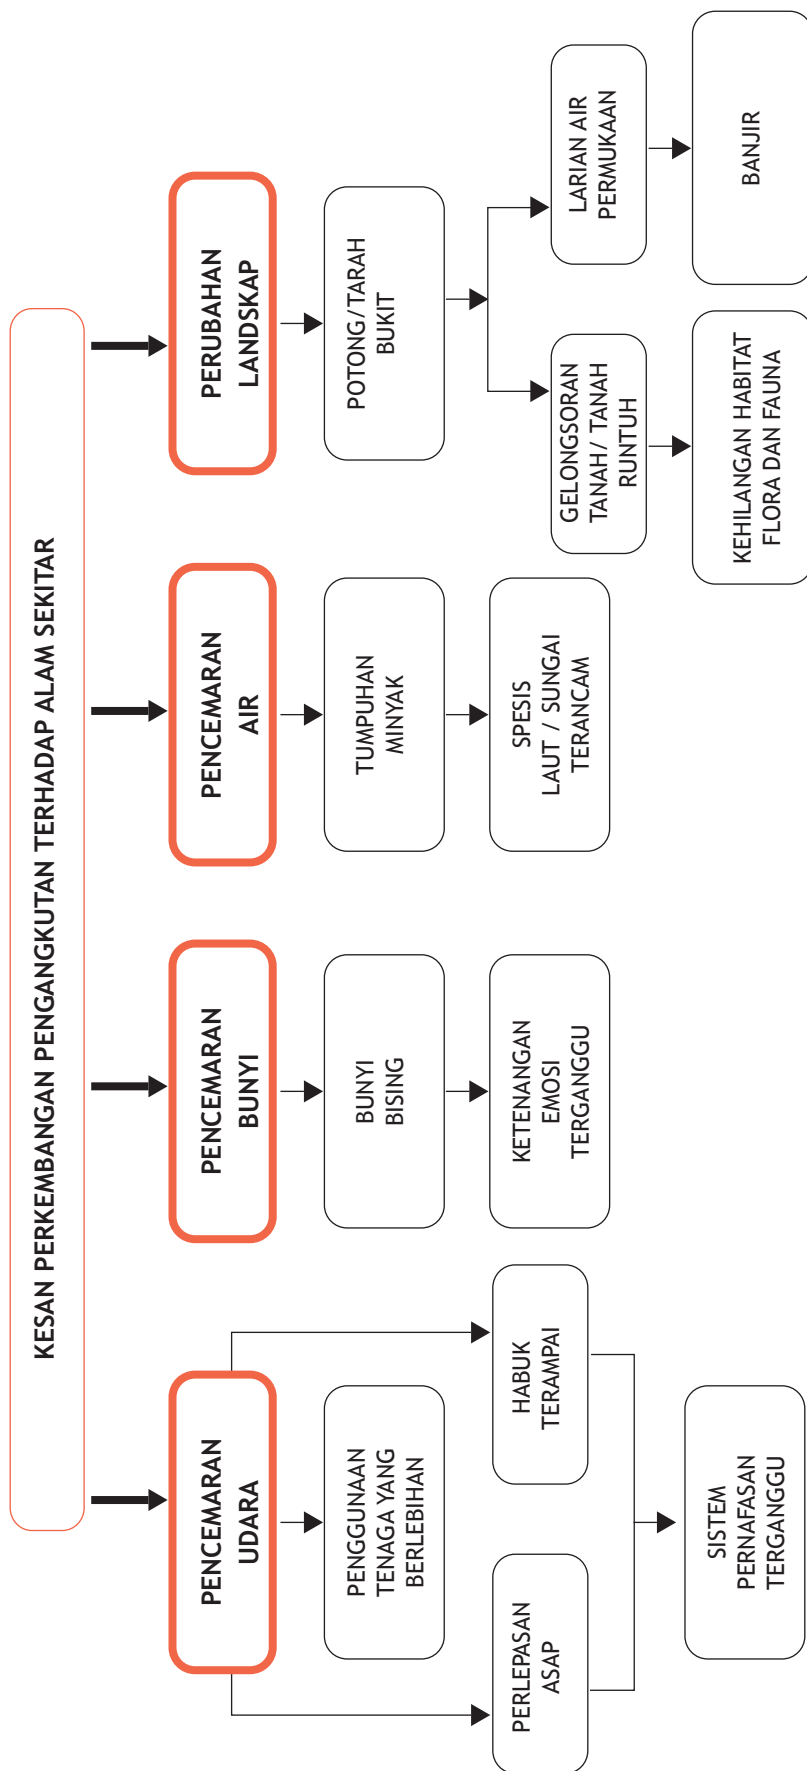 KESAN PERKEMBANGAN PENGANGKUTAN TERHADAP ALAM SEKITAR
PENCEMARAN
UDARA
PENGGUNAAN
TENAGA YANG
BERLEBIHAN
PERLEPASAN
ASAP
HABUK
TERAMPAI
SISTEM
PERNAFASAN
TERGANGGU
PENCEMARAN
BUNYI
BUNYI
BISING
KETENANGAN
EMOSI
TERGANGGU
PENCEMARAN
AIR
TUMPUHAN
MINYAK
SPESIS
LAUT / SUNGAI
TERANCAM
PERUBAHAN
LANDSKAP
POTONG/TARAH
BUKIT
GELONGSORAN
TANAH/ TANAH
RUNTUH
KEHILANGAN HABITAT
FLORA DAN FAUNA
LARIAN AIR
PERMUKAAN
BANJIR